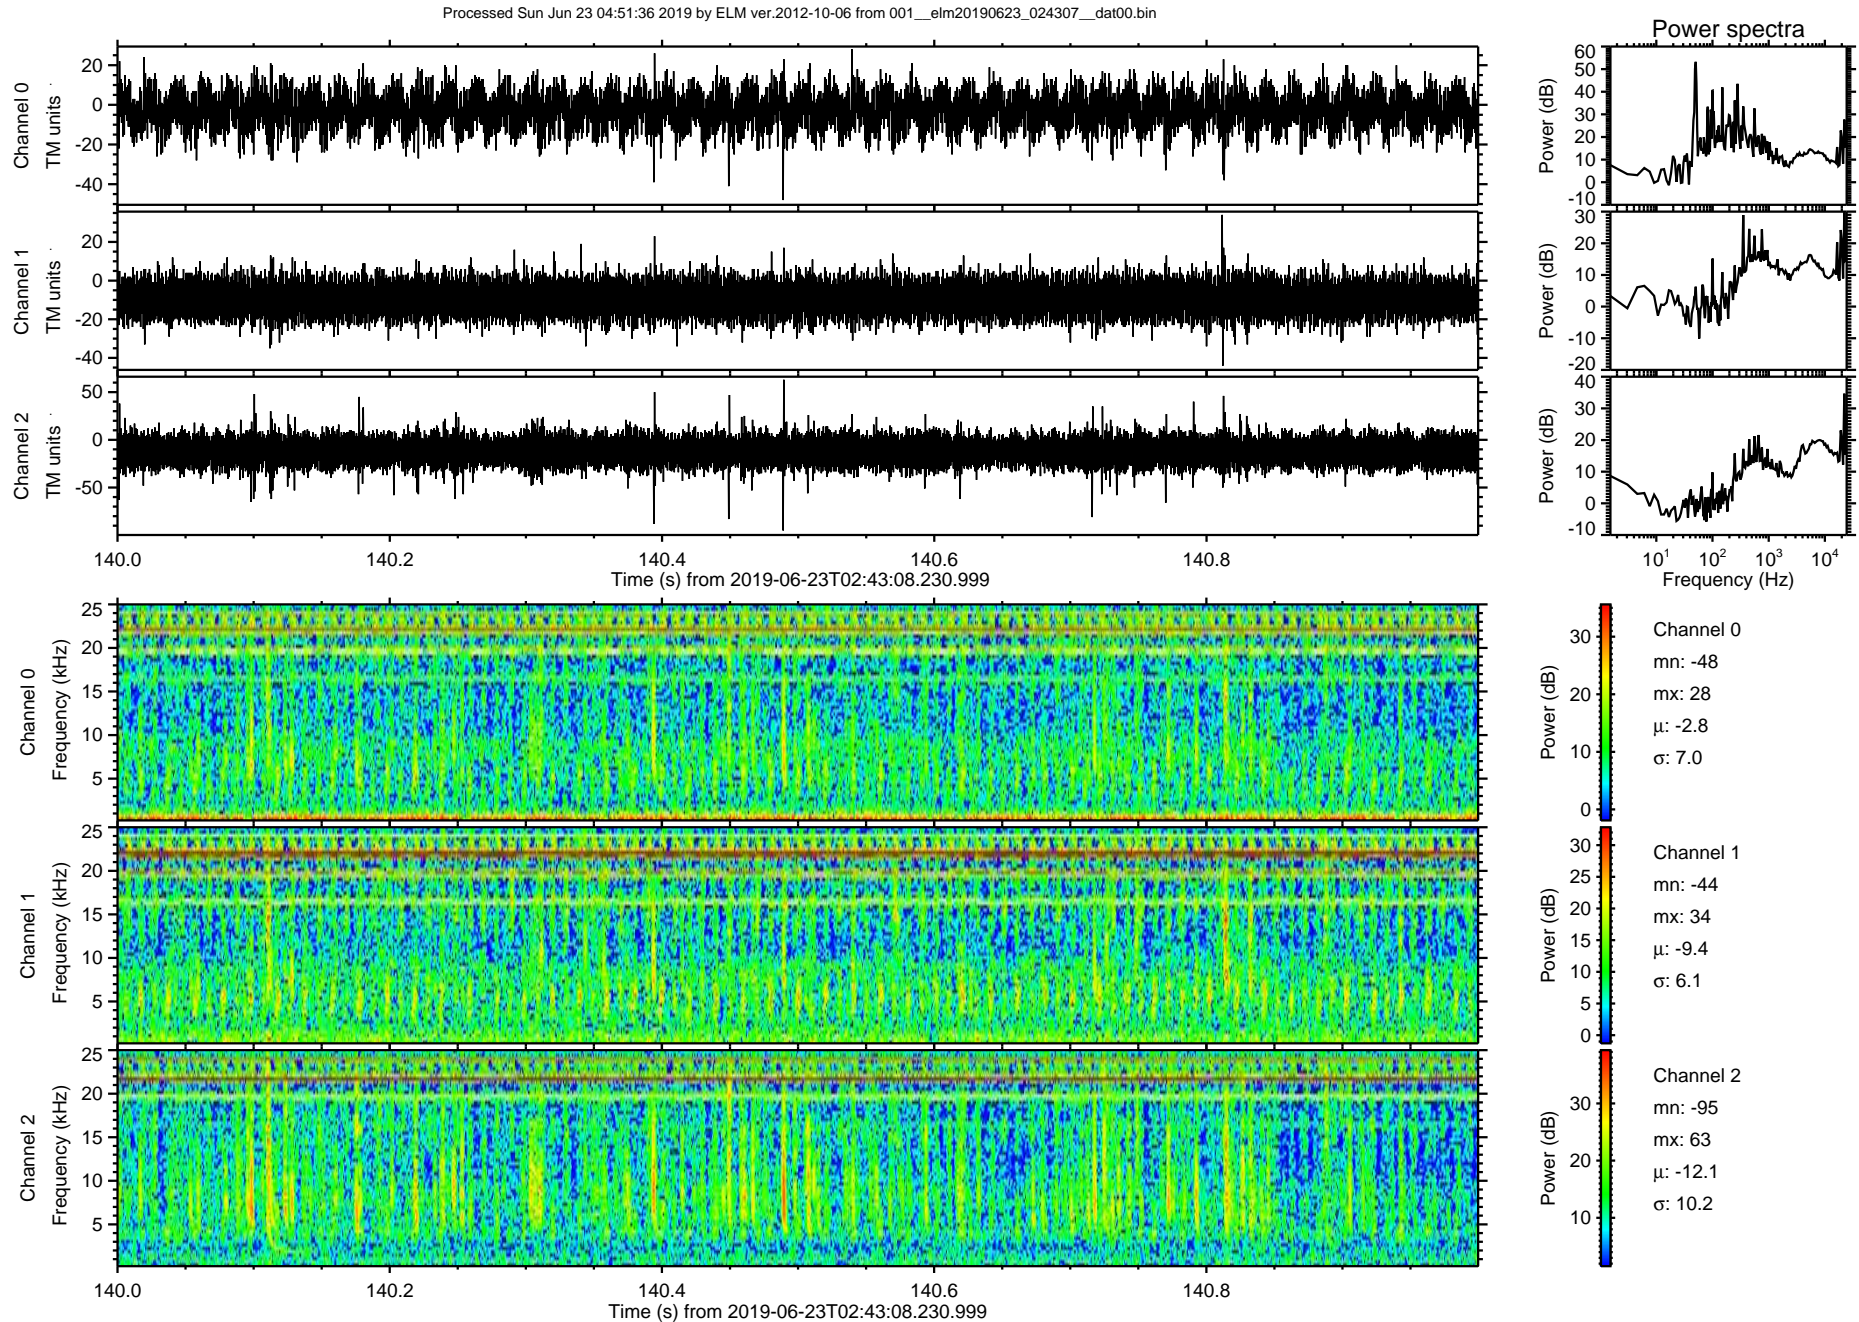 Processed Sun Jun 23 04:51:36 2019 by ELM ver.2012-10-06 from 001__elm20190623_024307__dat00.bin
Power spectra
Channel 0
TM units
20
0
-20
-40
Power (dB)
60
50
40
30
20
10
0
-10
Channel 1
TM units
20
0
-20
-40
Power (dB)
30
20
10
0
-10
-20
Channel 2
TM units
50
0
-50
Power (dB)
40
30
20
10
0
-10
140.0 140.2 140.4 140.6 140.8
Time (s) from 2019-06-23T02:43:08.230.999
10¹ 10² 10³ 10⁴
Frequency (Hz)
Channel 0
Frequency (kHz)
25
20
15
10
5
Power (dB)
30
20
10
0
Channel 0
mn: -48
mx: 28
μ: -2.8
σ: 7.0
Channel 1
Frequency (kHz)
25
20
15
10
5
Power (dB)
30
25
20
15
10
5
0
Channel 1
mn: -44
mx: 34
μ: -9.4
σ: 6.1
Channel 2
Frequency (kHz)
25
20
15
10
5
Power (dB)
30
20
10
Channel 2
mn: -95
mx: 63
μ: -12.1
σ: 10.2
140.0 140.2 140.4 140.6 140.8
Time (s) from 2019-06-23T02:43:08.230.999